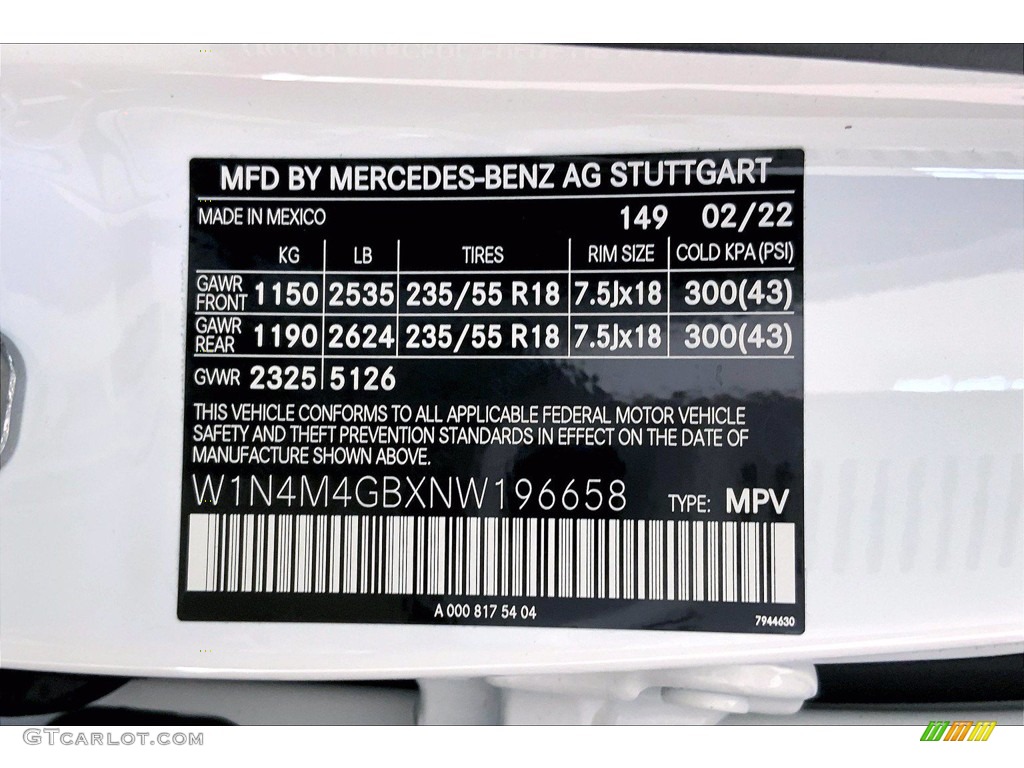 MFD BY MERCEDES-BENZ AG STUTTGART
MADE IN MEXICO 149 02/22
KG LB TIRES RIM SIZE COLD KPA (PSI)
GAWR FRONT 1150 2535 235/55 R18 7.5Jx18 300(43)
GAWR REAR 1190 2624 235/55 R18 7.5Jx18 300(43)
GVWR 2325 5126
THIS VEHICLE CONFORMS TO ALL APPLICABLE FEDERAL MOTOR VEHICLE
SAFETY AND THEFT PREVENTION STANDARDS IN EFFECT ON THE DATE OF
MANUFACTURE SHOWN ABOVE.
W1N4M4GBXNW196658 TYPE: MPV
A 000 817 54 04
7944630
GTCarlot.com